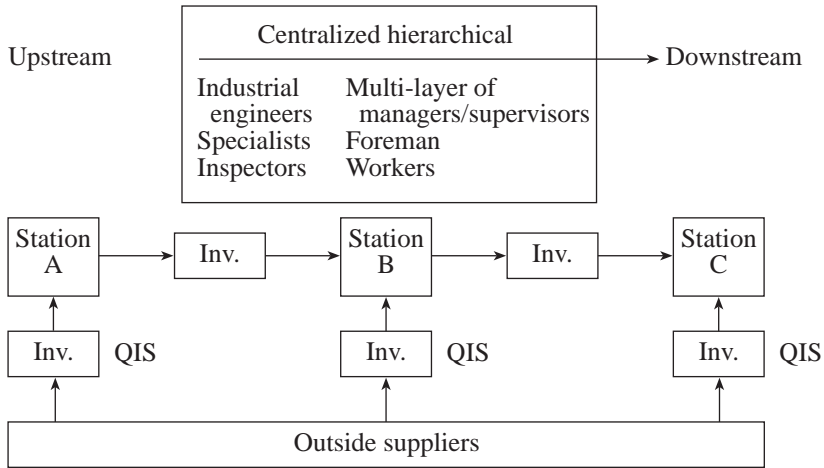 Centralized hierarchical
Upstream
Downstream
Industrial
engineers
Specialists
Inspectors
Multi-layer of
managers/supervisors
Foreman
Workers
Station
A
Inv.
Station
B
Inv.
Station
C
Inv.
QIS
Inv.
QIS
Inv.
QIS
Outside suppliers